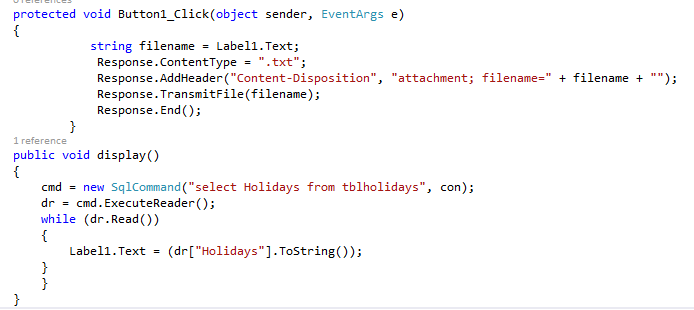 0 references
protected void Button1_Click(object sender, EventArgs e)
{
string filename = Label1.Text;
Response.ContentType = ".txt";
Response.AddHeader("Content-Disposition", "attachment; filename=" + filename + "");
Response.TransmitFile(filename);
Response.End();
}
1 reference
public void display()
{
cmd = new SqlCommand("select Holidays from tblholidays", con);
dr = cmd.ExecuteReader();
while (dr.Read())
{
Label1.Text = (dr["Holidays"].ToString());
}
}
}